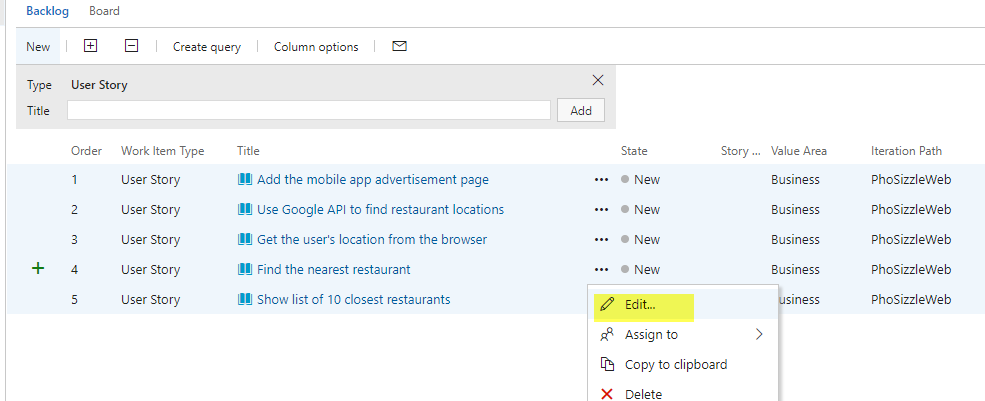 Backlog Board
New Create query Column options
Type User Story
Title Add
Order Work Item Type Title State Story ... Value Area Iteration Path
1 User Story Add the mobile app advertisement page ... New Business PhoSizzleWeb
2 User Story Use Google API to find restaurant locations ... New Business PhoSizzleWeb
3 User Story Get the user's location from the browser ... New Business PhoSizzleWeb
4 User Story Find the nearest restaurant ... New Business PhoSizzleWeb
5 User Story Show list of 10 closest restaurants PhoSizzleWeb
Edit...
Assign to
Copy to clipboard
Delete